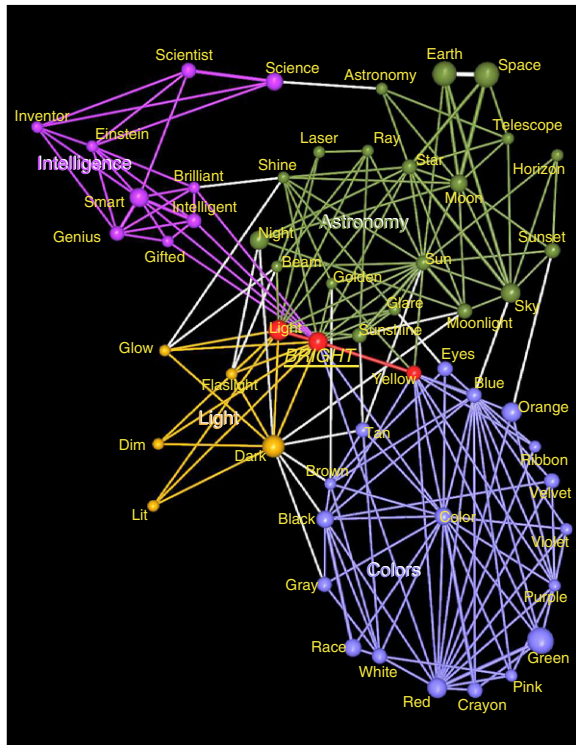 Earth
Scientist
Space
Science
Astronomy
Inventor
Einstein
Laser
Ray
Telescope
Intelligence
Shine
Star
Horizon
Brilliant
Smart
Moon
Intelligent
Astronomy
Genius
Night
Sunset
Gifted
Beam
Sun
Golden
Glare
Sky
Moonlight
Glow
Light
Sunshine
BRIGHT
Eyes
Flaslight
Yellow
Blue
Light
Orange
Dim
Dark
Tan
Ribbon
Brown
Velvet
Lit
Black
Color
Violet
Colors
Gray
Purple
Race
White
Green
Red
Crayon
Pink